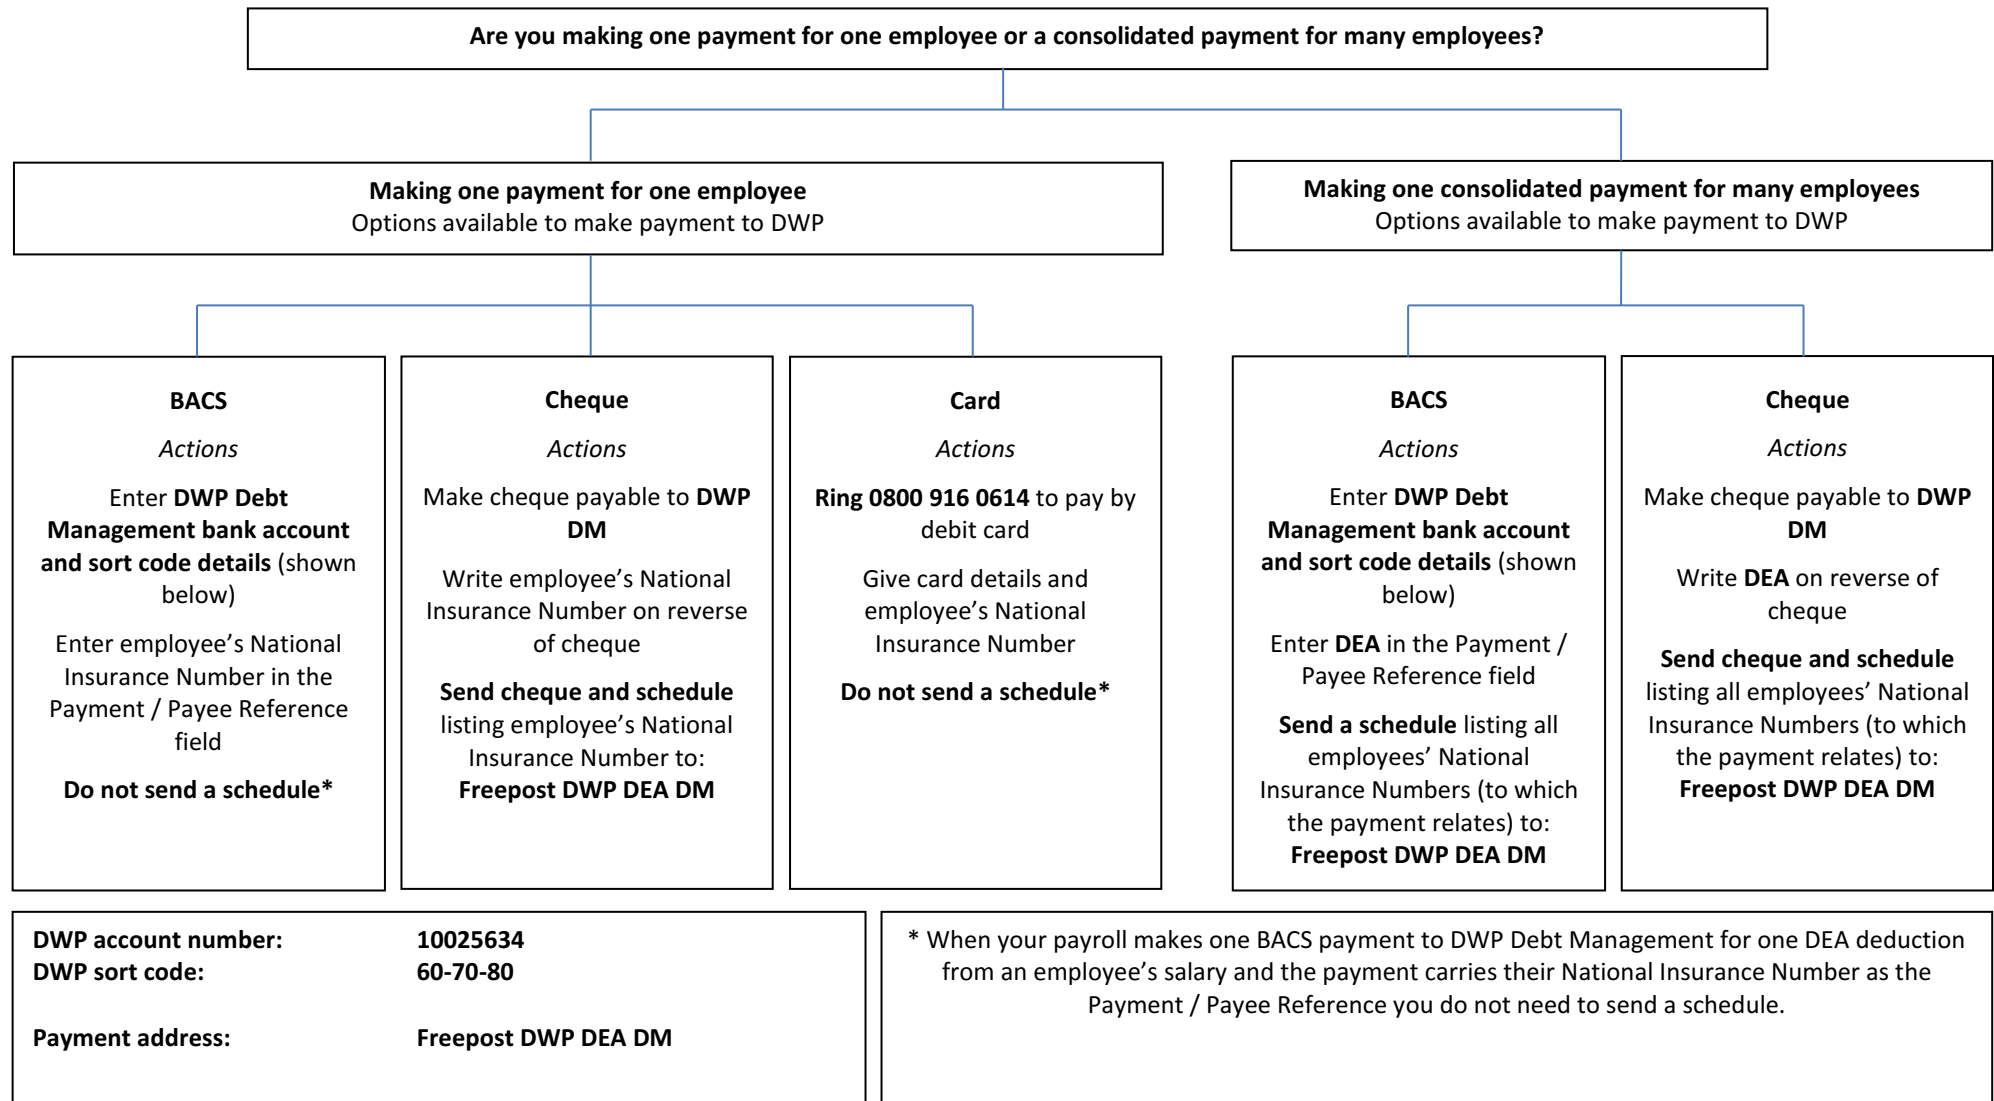 Are you making one payment for one employee or a consolidated payment for many employees?
Making one payment for one employee
Options available to make payment to DWP
Making one consolidated payment for many employees
Options available to make payment to DWP
BACS
Actions
Enter DWP Debt
Management bank account
and sort code details (shown
below)
Enter employee’s National
Insurance Number in the
Payment / Payee Reference
field
Do not send a schedule*
Cheque
Actions
Make cheque payable to DWP
DM
Write employee’s National
Insurance Number on reverse
of cheque
Send cheque and schedule
listing employee’s National
Insurance Number to:
Freepost DWP DEA DM
Card
Actions
Ring 0800 916 0614 to pay by
debit card
Give card details and
employee’s National
Insurance Number
Do not send a schedule*
BACS
Actions
Enter DWP Debt
Management bank account
and sort code details (shown
below)
Enter DEA in the Payment /
Payee Reference field
Send a schedule listing all
employees’ National
Insurance Numbers (to which
the payment relates) to:
Freepost DWP DEA DM
Cheque
Actions
Make cheque payable to DWP
DM
Write DEA on reverse of
cheque
Send cheque and schedule
listing all employees’ National
Insurance Numbers (to which
the payment relates) to:
Freepost DWP DEA DM
DWP account number: 10025634
DWP sort code: 60-70-80
Payment address: Freepost DWP DEA DM
* When your payroll makes one BACS payment to DWP Debt Management for one DEA deduction
from an employee’s salary and the payment carries their National Insurance Number as the
Payment / Payee Reference you do not need to send a schedule.